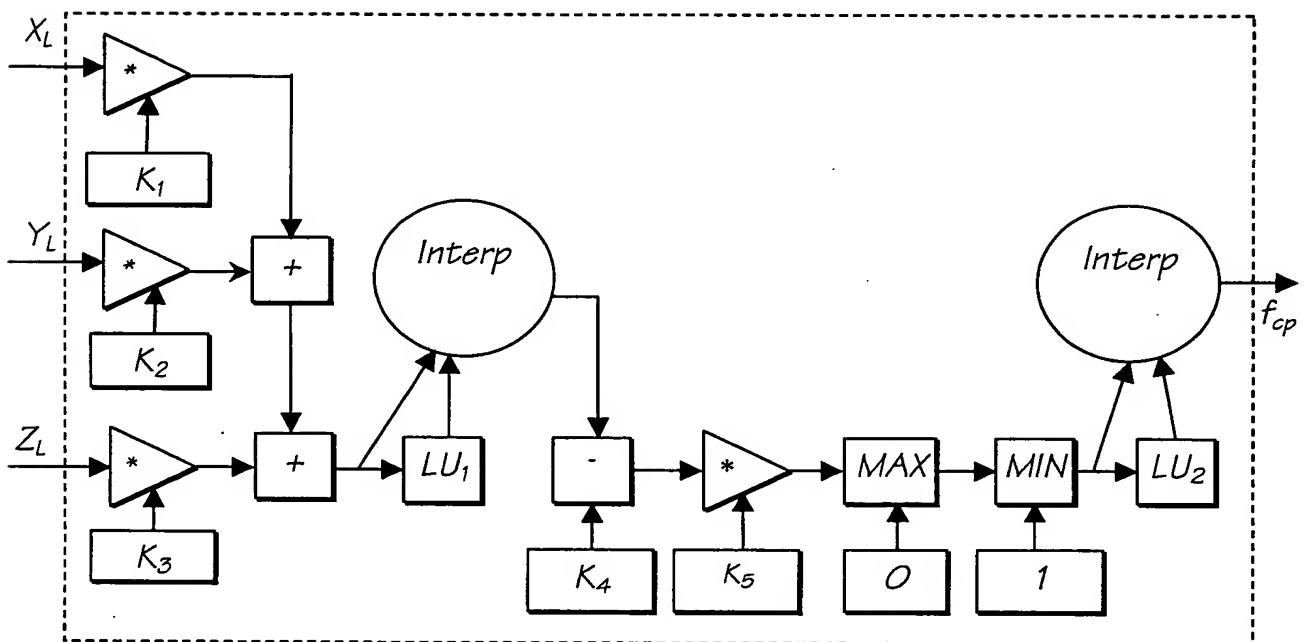 X_L
*
K_1
Y_L
*
K_2
+
Interp
Z_L
*
K_3
+
LU_1
-
K_4
*
K_5
MAX
0
MIN
1
LU_2
Interp
f_cp